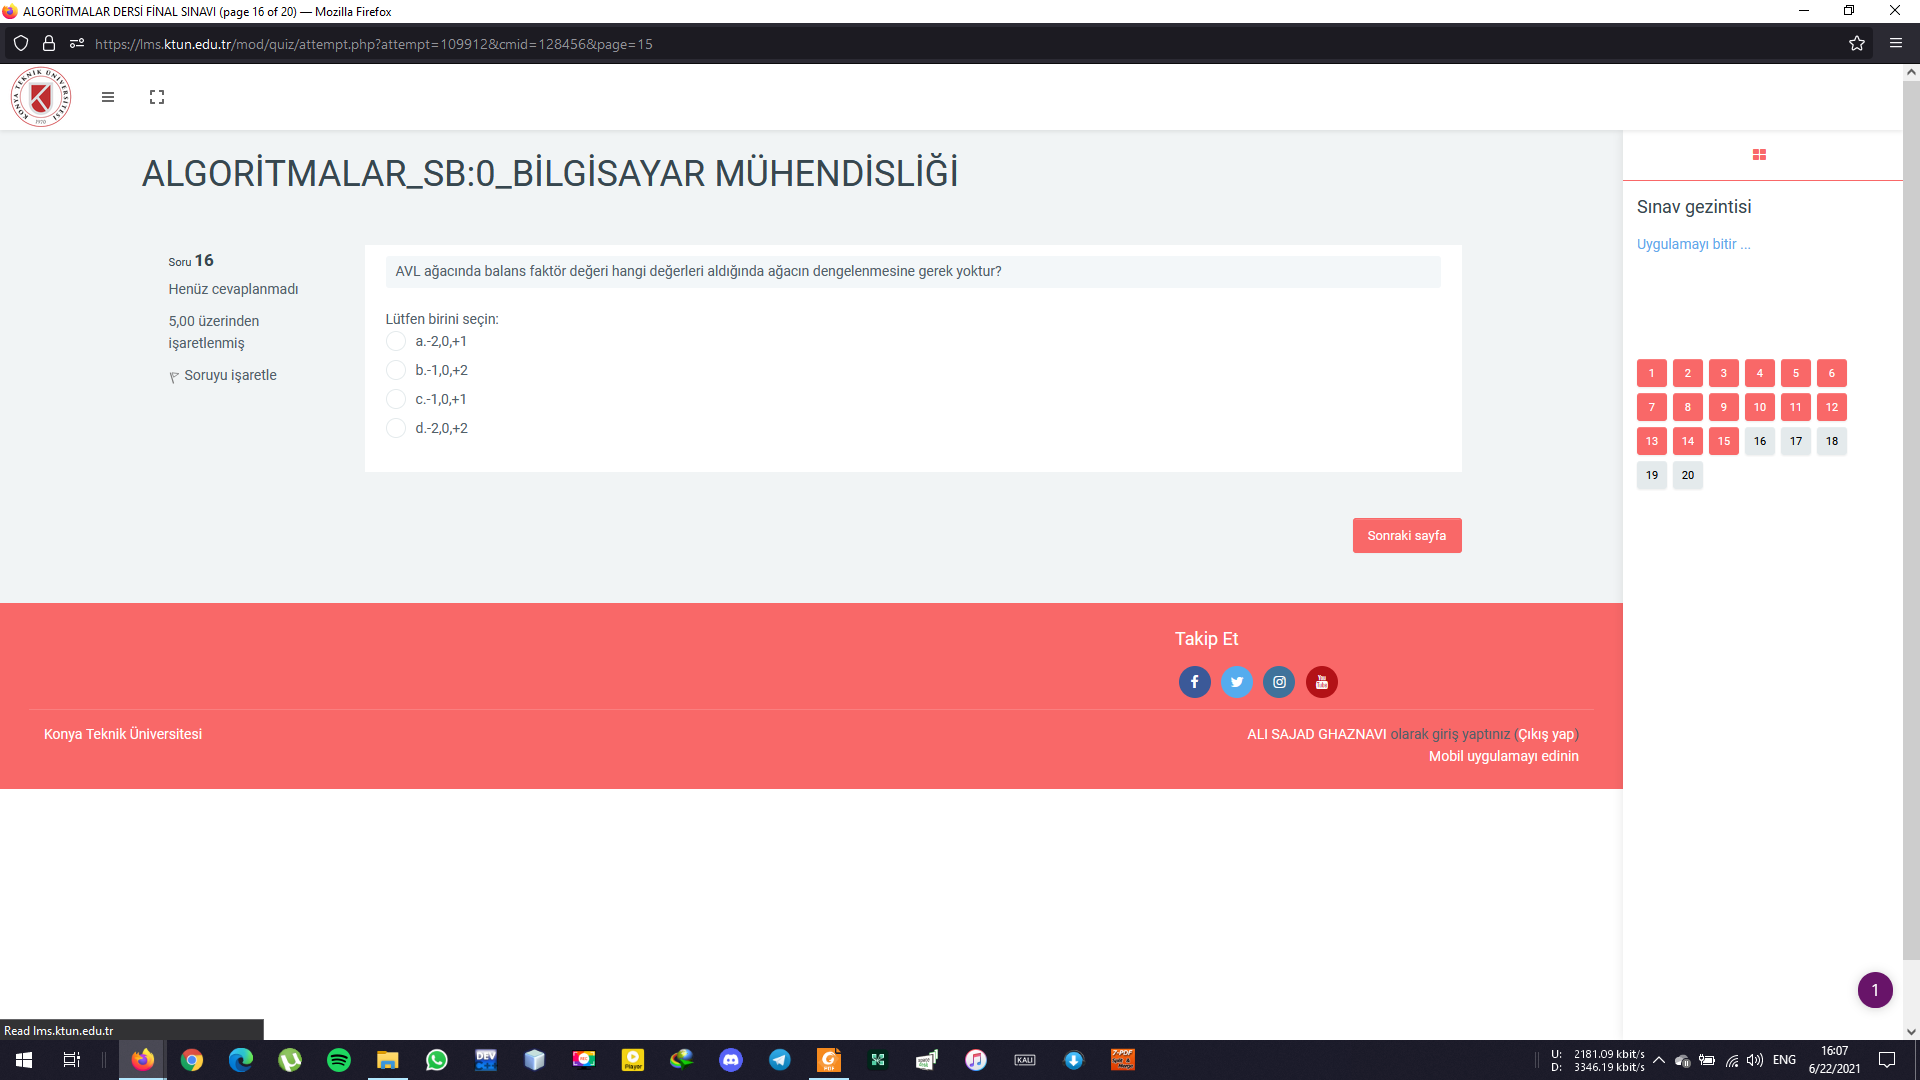 ALGORİTMALAR DERSİ FİNAL SINAVI (page 16 of 20) — Mozilla Firefox
https://lms.ktun.edu.tr/mod/quiz/attempt.php?attempt=109912&cmid=128456&page=15
KONYA TEKNİK ÜNİVERSİTESİ
1970
ALGORİTMALAR_SB:0_BİLGİSAYAR MÜHENDİSLİĞİ
Soru 16
Henüz cevaplanmadı
5,00 üzerinden
işaretlenmiş
Soruyu işaretle
AVL ağacında balans faktör değeri hangi değerleri aldığında ağacın dengelenmesine gerek yoktur?
Lütfen birini seçin:
a.-2,0,+1
b.-1,0,+2
c.-1,0,+1
d.-2,0,+2
Sonraki sayfa
Sınav gezintisi
Uygulamayı bitir ...
1 2 3 4 5 6
7 8 9 10 11 12
13 14 15 16 17 18
19 20
Takip Et
Konya Teknik Üniversitesi
ALI SAJAD GHAZNAVI olarak giriş yaptınız (Çıkış yap)
Mobil uygulamayı edinin
1
Read lms.ktun.edu.tr
U: 2181.09 kbit/s
D: 3346.19 kbit/s
ENG
16:07
6/22/2021